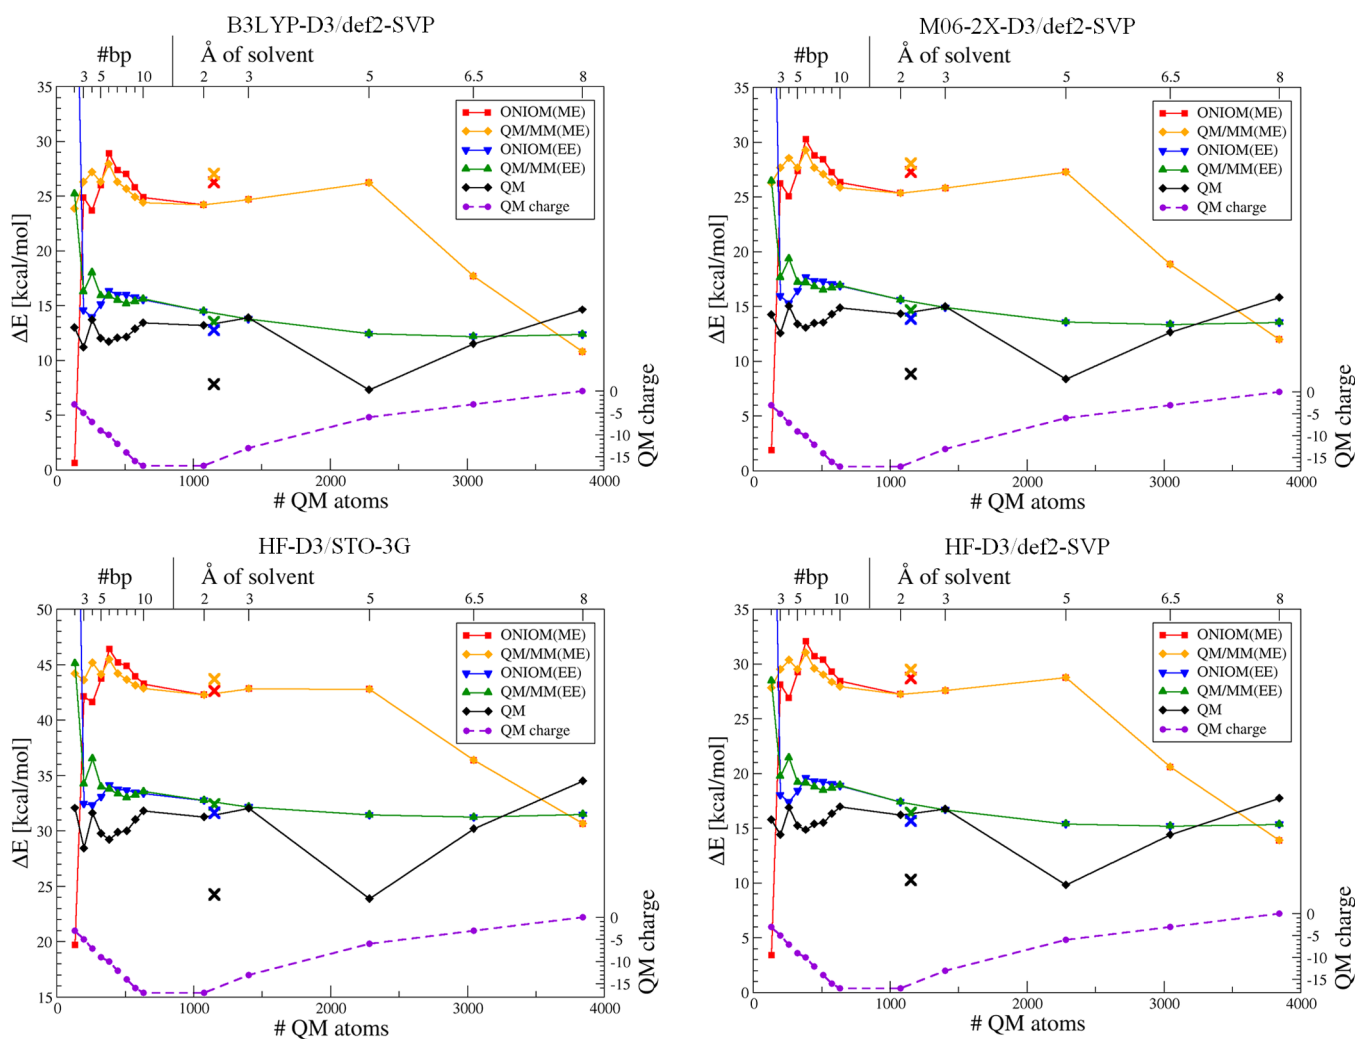 B3LYP-D3/def2-SVP
#bp Å of solvent
3 5 10 2 3 5 6.5 8
35
30
25
20
15
10
5
0
ΔE [kcal/mol]
ONIOM(ME)
QM/MM(ME)
ONIOM(EE)
QM/MM(EE)
QM
QM charge
0
-5
-10
-15
QM charge
0 1000 2000 3000 4000
# QM atoms
M06-2X-D3/def2-SVP
#bp Å of solvent
3 5 10 2 3 5 6.5 8
35
30
25
20
15
10
5
0
ΔE [kcal/mol]
ONIOM(ME)
QM/MM(ME)
ONIOM(EE)
QM/MM(EE)
QM
QM charge
0
-5
-10
-15
QM charge
0 1000 2000 3000 4000
# QM atoms
HF-D3/STO-3G
#bp Å of solvent
3 5 10 2 3 5 6.5 8
50
45
40
35
30
25
20
15
ΔE [kcal/mol]
ONIOM(ME)
QM/MM(ME)
ONIOM(EE)
QM/MM(EE)
QM
QM charge
0
-5
-10
-15
QM charge
0 1000 2000 3000 4000
# QM atoms
HF-D3/def2-SVP
#bp Å of solvent
3 5 10 2 3 5 6.5 8
35
30
25
20
15
10
5
0
ΔE [kcal/mol]
ONIOM(ME)
QM/MM(ME)
ONIOM(EE)
QM/MM(EE)
QM
QM charge
0
-5
-10
-15
QM charge
0 1000 2000 3000 4000
# QM atoms